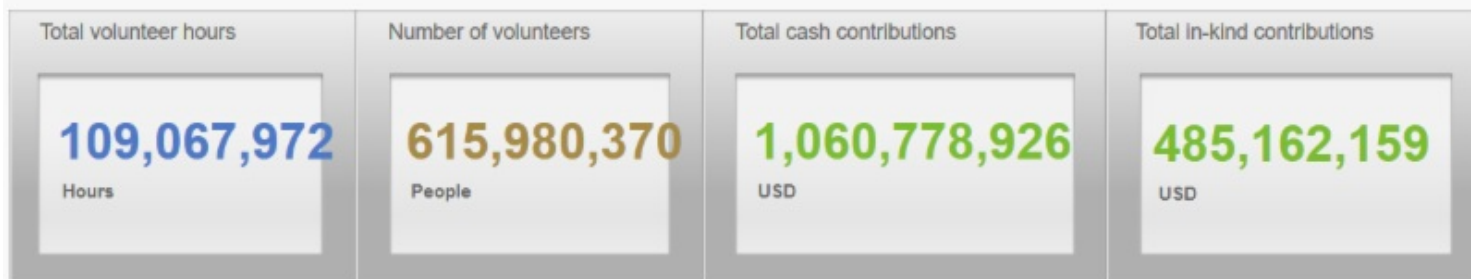 Total volunteer hours
Number of volunteers
Total cash contributions
Total in-kind contributions
109,067,972
615,980,370
1,060,778,926
485,162,159
Hours
People
USD
USD